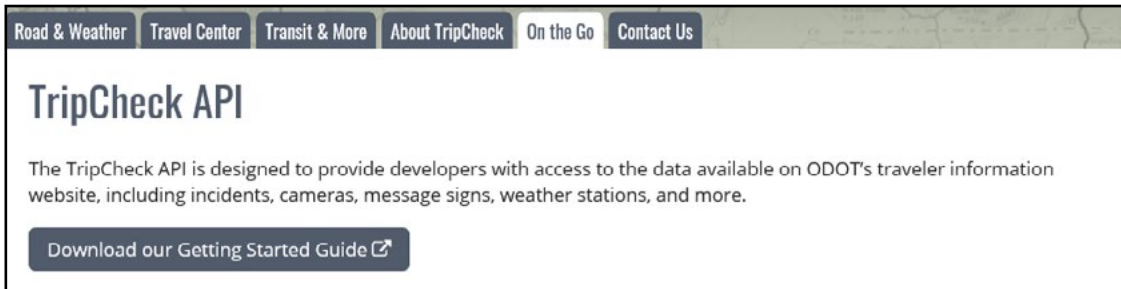 Road & Weather Travel Center Transit & More About TripCheck On the Go Contact Us
TripCheck API
The TripCheck API is designed to provide developers with access to the data available on ODOT's traveler information
website, including incidents, cameras, message signs, weather stations, and more.
Download our Getting Started Guide